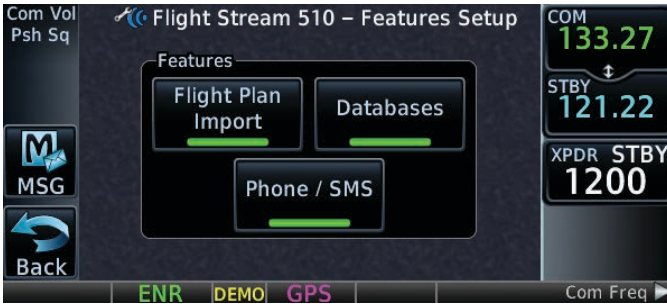 Com Vol
Psh Sq
Flight Stream 510 – Features Setup
COM
133.27
STBY
121.22
XPDR STBY
1200
Features
Flight Plan
Import
Databases
Phone / SMS
MSG
Back
ENR DEMO GPS
Com Freq